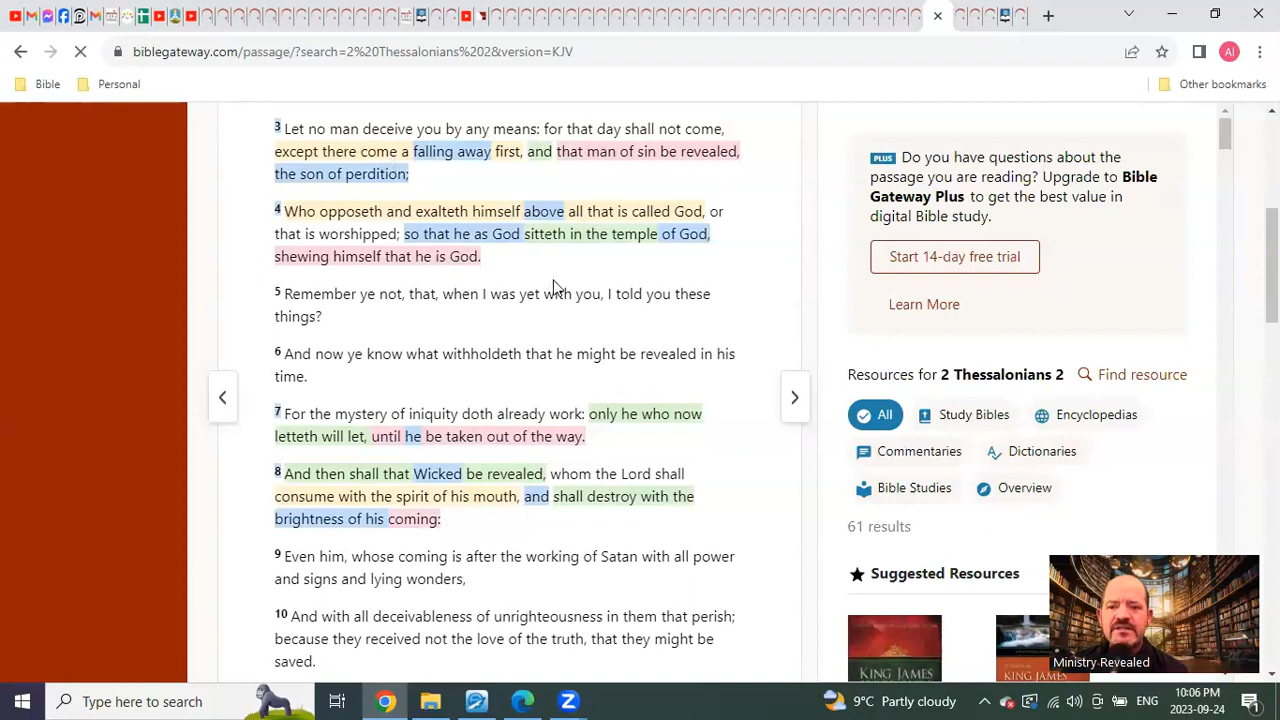 biblegateway.com/passage/?search=2%20Thessalonians%202&version=KJV
AI
Bible
Personal
Other bookmarks
3 Let no man deceive you by any means: for that day shall not come,
except there come a falling away first, and that man of sin be revealed,
the son of perdition;
4 Who opposeth and exalteth himself above all that is called God, or
that is worshipped; so that he as God sitteth in the temple of God,
shewing himself that he is God.
5 Remember ye not, that, when I was yet with you, I told you these
things?
6 And now ye know what withholdeth that he might be revealed in his
time.
7 For the mystery of iniquity doth already work: only he who now
letteth will let, until he be taken out of the way.
8 And then shall that Wicked be revealed, whom the Lord shall
consume with the spirit of his mouth, and shall destroy with the
brightness of his coming:
9 Even him, whose coming is after the working of Satan with all power
and signs and lying wonders,
10 And with all deceivableness of unrighteousness in them that perish;
because they received not the love of the truth, that they might be
saved.
PLUS Do you have questions about the
passage you are reading? Upgrade to Bible
Gateway Plus to get the best value in
digital Bible study.
Start 14-day free trial
Learn More
Resources for 2 Thessalonians 2 Find resource
All Study Bibles Encyclopedias
Commentaries Dictionaries
Bible Studies Overview
61 results
Suggested Resources
KING JAMES
KING JAMES
Ministry Revealed
Type here to search
9°C Partly cloudy
ENG
10:06 PM
2023-09-24
1